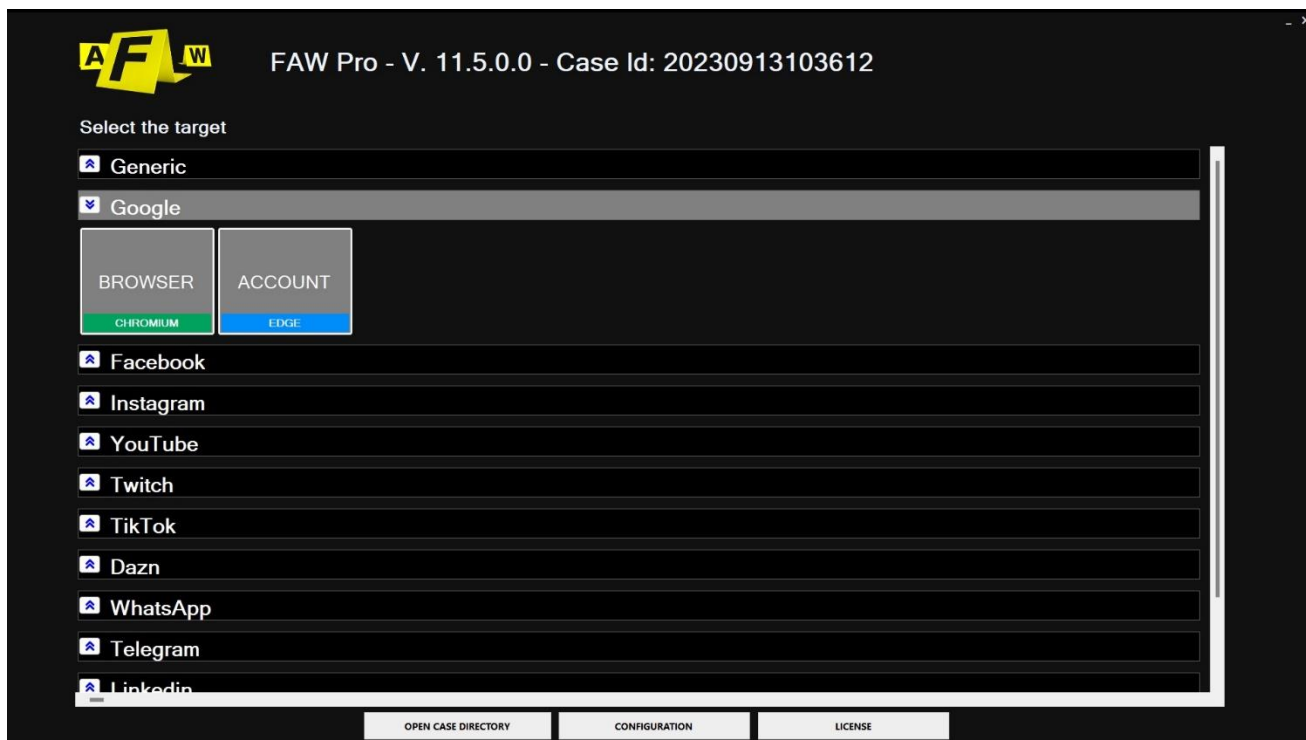 A F W
FAW Pro - V. 11.5.0.0 - Case Id: 20230913103612
Select the target
Generic
Google
BROWSER ACCOUNT
CHROMIUM EDGE
Facebook
Instagram
YouTube
Twitch
TikTok
Dazn
WhatsApp
Telegram
Linkedin
OPEN CASE DIRECTORY CONFIGURATION LICENSE